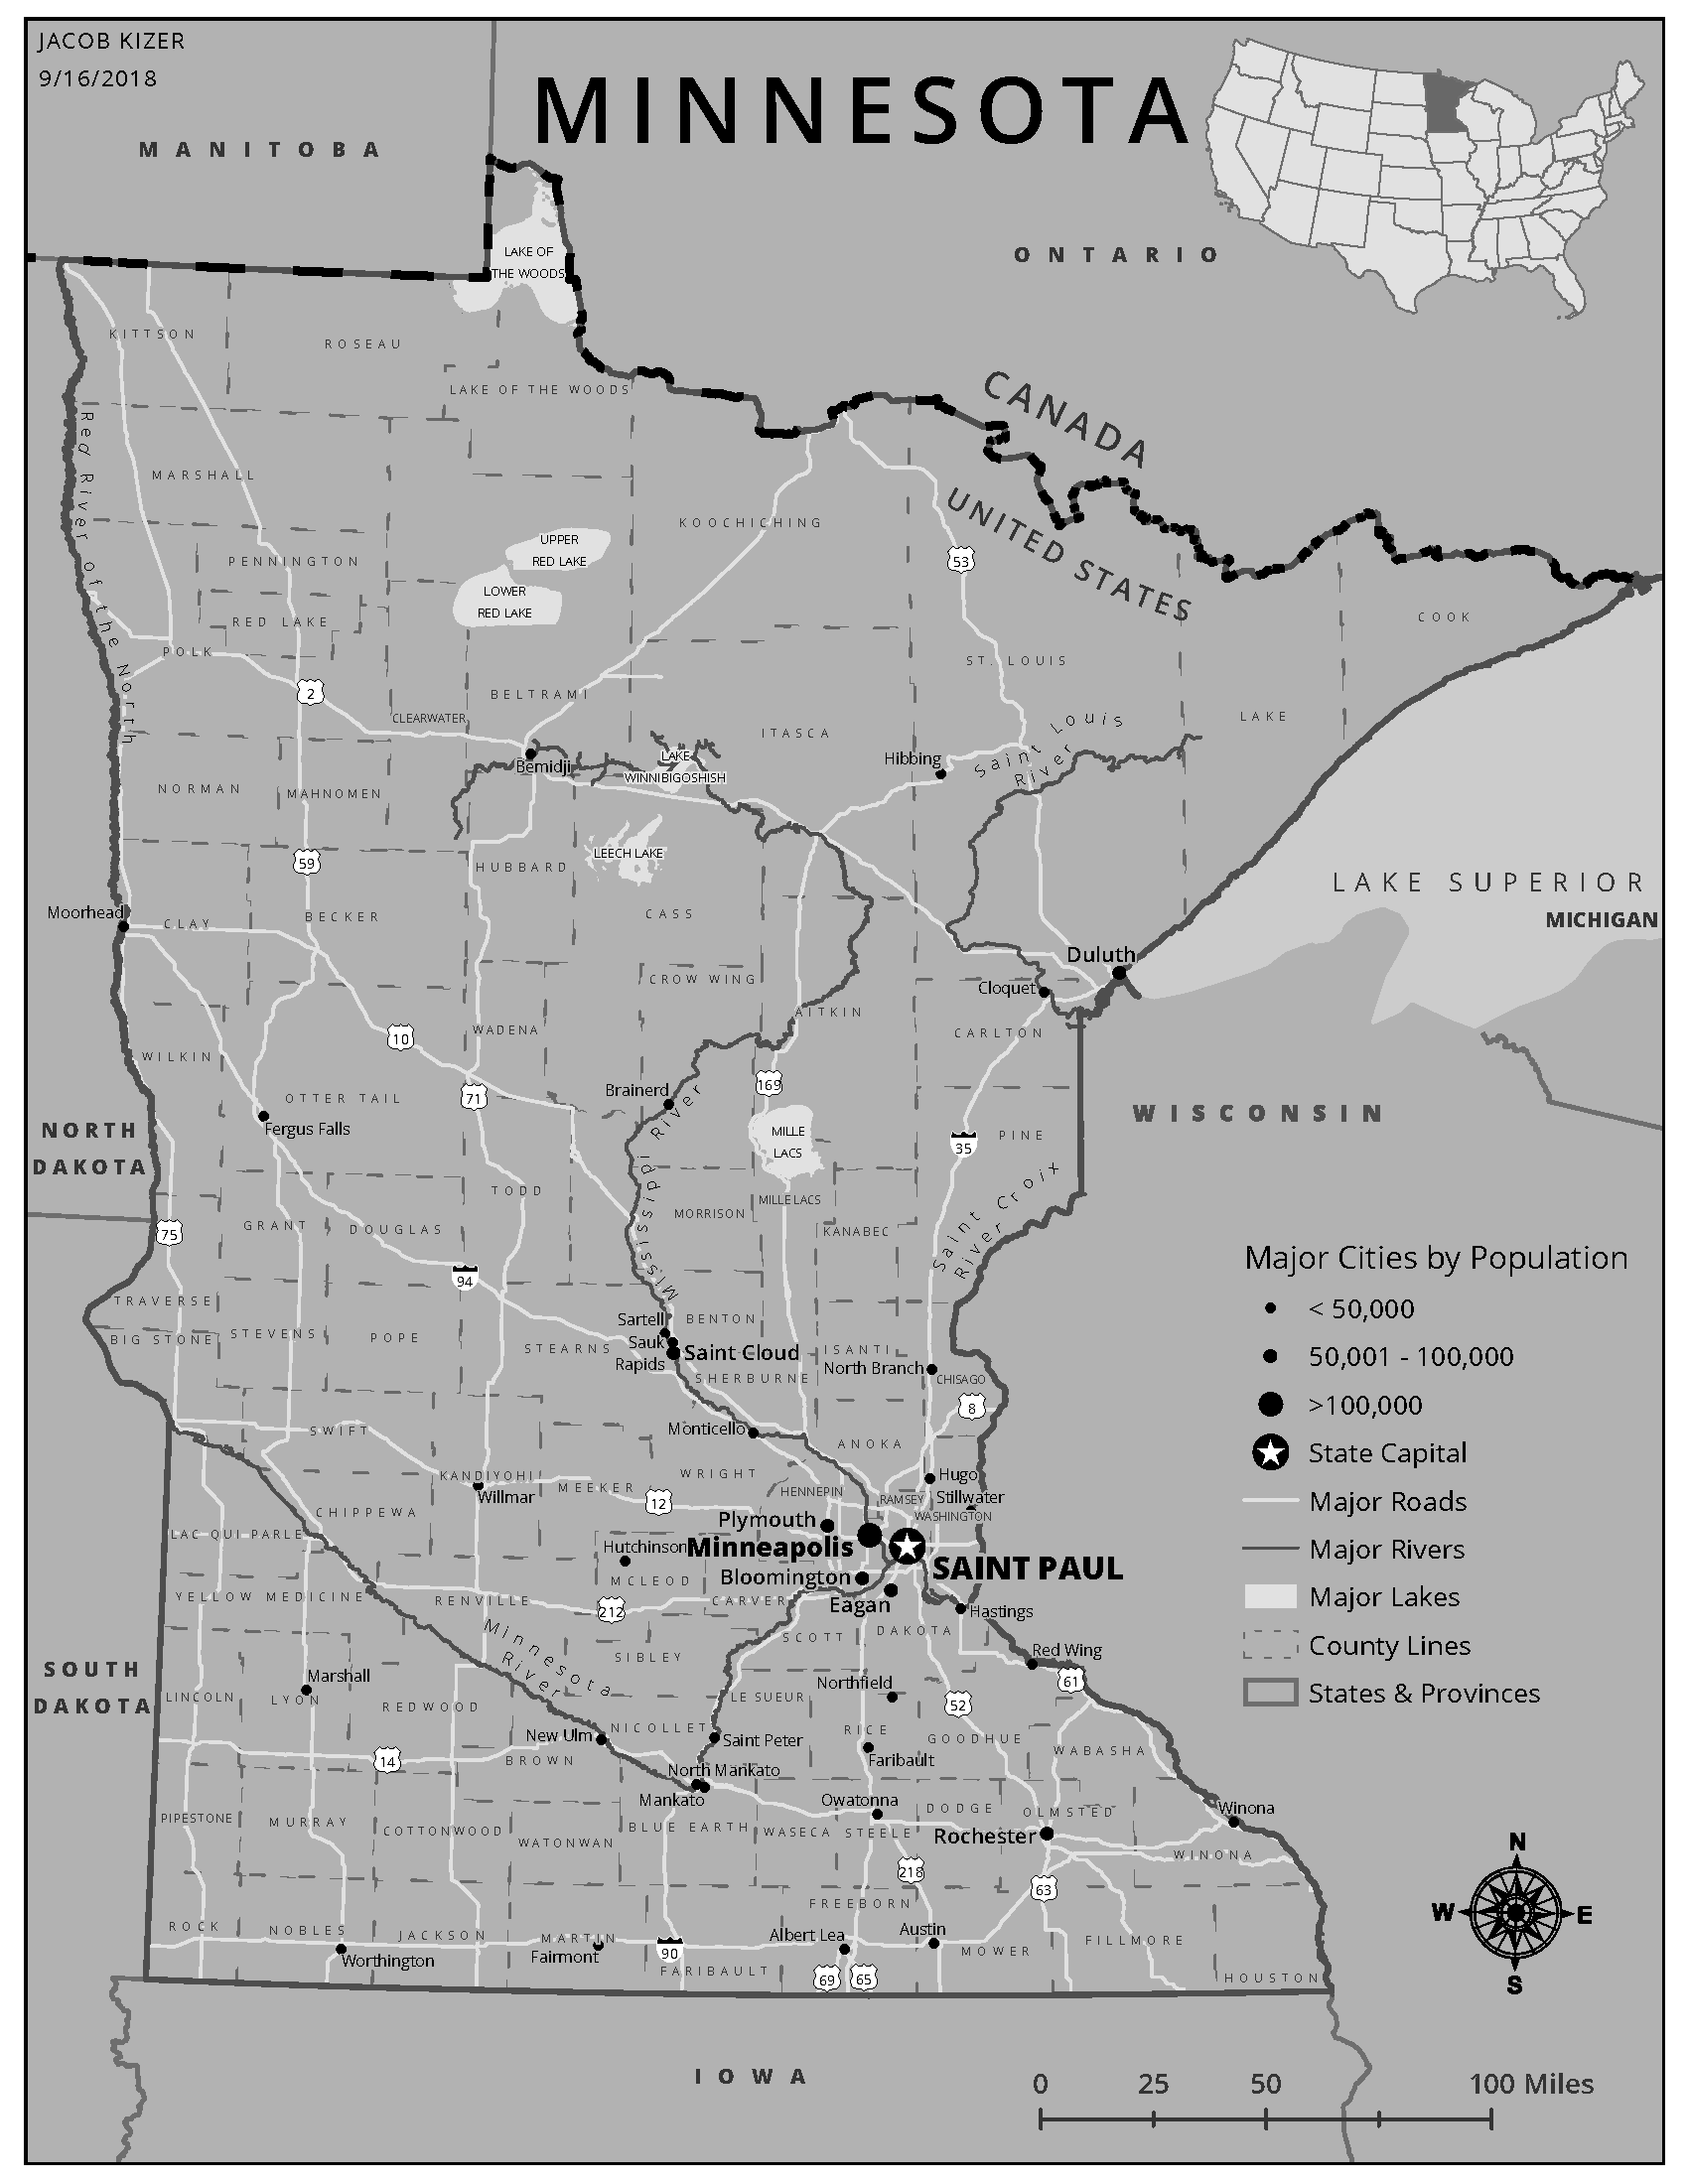 JACOB KIZER
9/16/2018
MINNESOTA
MANITOBA
ONTARIO
LAKE OF
THE WOODS
KITTSON
ROSEAU
LAKE OF THE WOODS
CANADA
UNITED STATES
Red River of the North
MARSHALL
KOOCHICHING
PENNINGTON
UPPER
RED LAKE
LOWER
RED LAKE
53
RED LAKE
COOK
POLK
ST. LOUIS
2
BELTRAMI
CLEARWATER
LAKE
ITASCA
Saint Louis
River
Hibbing
Bemidji
LAKE
WINNIBIGOSHISH
NORMAN
MAHNOMEN
59
LEECH LAKE
HUBBARD
LAKE SUPERIOR
MICHIGAN
Moorhead
CLAY
BECKER
CASS
Duluth
CROW WING
Cloquet
AITKIN
WADENA
CARLTON
10
WILKIN
169
Brainerd
OTTER TAIL
71
Fergus Falls
WISCONSIN
NORTH
DAKOTA
MILLE
LACS
35
PINE
Mississippi River
TODD
MILLE LACS
MORRISON
KANABEC
Saint Croix
River
75
GRANT
DOUGLAS
94
TRAVERSE
BIG STONE
STEVENS
POPE
STEARNS
Sartell
BENTON
Sauk
Rapids
Saint Cloud
ISANTI
North Branch
SHERBURNE
CHISAGO
8
Monticello
SWIFT
ANOKA
KANDIYOHI
MEEKER
WRIGHT
Hugo
Willmar
HENNEPIN
RAMSEY
Stillwater
12
CHIPPEWA
WASHINGTON
Plymouth
LAC QUI PARLE
Hutchinson
Minneapolis
SAINT PAUL
MCLEOD
Bloomington
YELLOW MEDICINE
RENVILLE
212
CARVER
Eagan
Hastings
Minnesota
River
SCOTT
DAKOTA
SIBLEY
Red Wing
SOUTH
DAKOTA
Marshall
61
LINCOLN
LYON
REDWOOD
LE SUEUR
Northfield
52
New Ulm
NICOLLET
Saint Peter
RICE
GOODHUE
14
BROWN
Faribault
WABASHA
North Mankato
Mankato
Owatonna
DODGE
OLMSTED
Winona
PIPESTONE
MURRAY
COTTONWOOD
WATONWAN
BLUE EARTH
WASECA
STEELE
Rochester
WINONA
218
63
FREEBORN
ROCK
NOBLES
JACKSON
MARTIN
Albert Lea
Austin
Worthington
Fairmont
90
MOWER
FILLMORE
FARIBAULT
69
65
HOUSTON
IOWA
Major Cities by Population
< 50,000
50,001 - 100,000
>100,000
State Capital
Major Roads
Major Rivers
Major Lakes
County Lines
States & Provinces
N
W
E
S
0 25 50 100 Miles